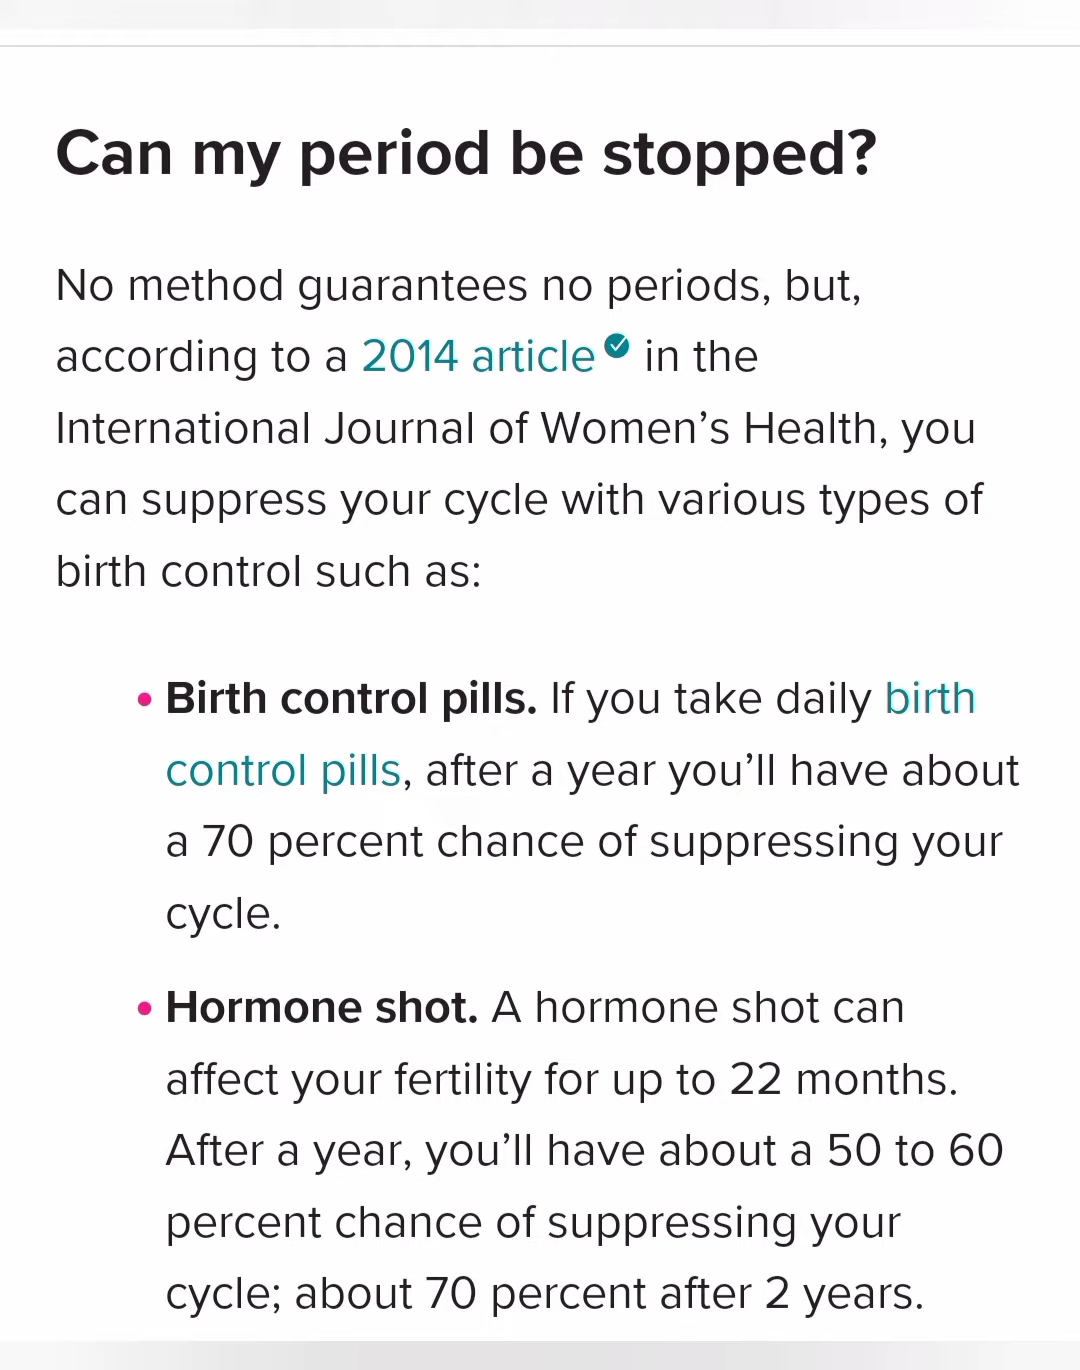 Can my period be stopped?
No method guarantees no periods, but,
according to a 2014 article in the
International Journal of Women’s Health, you
can suppress your cycle with various types of
birth control such as:
• Birth control pills. If you take daily birth
control pills, after a year you’ll have about
a 70 percent chance of suppressing your
cycle.
• Hormone shot. A hormone shot can
affect your fertility for up to 22 months.
After a year, you’ll have about a 50 to 60
percent chance of suppressing your
cycle; about 70 percent after 2 years.